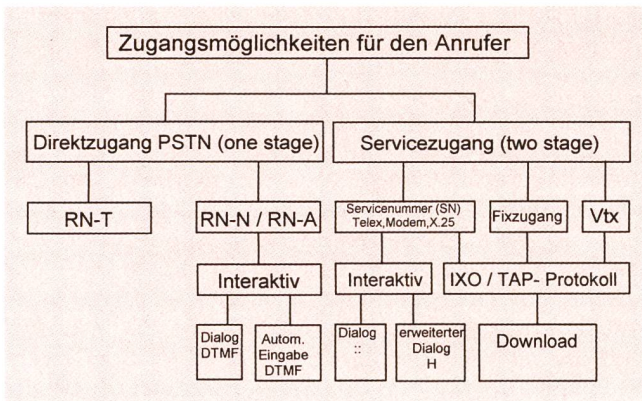 Zugangsmöglichkeiten für den Anrufer
Direktzugang PSTN (one stage)
Servicezugang (two stage)
RN-T
RN-N / RN-A
Servicenummer (SN)
Telex,Modem,X.25
Fixzugang
Vtx
Interaktiv
Interaktiv
IXO / TAP- Protokoll
Dialog
DTMF
Autom.
Eingabe
DTMF
Dialog
::
erweiterter
Dialog
H
Download